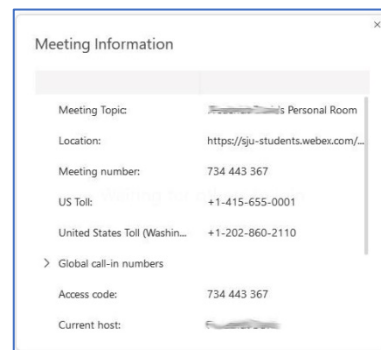 Meeting Information
Meeting Topic: Personal Room
Location: https://sju-students.webex.com/...
Meeting number: 734 443 367
US Toll: +1-415-655-0001
United States Toll (Washin... +1-202-860-2110
> Global call-in numbers
Access code: 734 443 367
Current host: